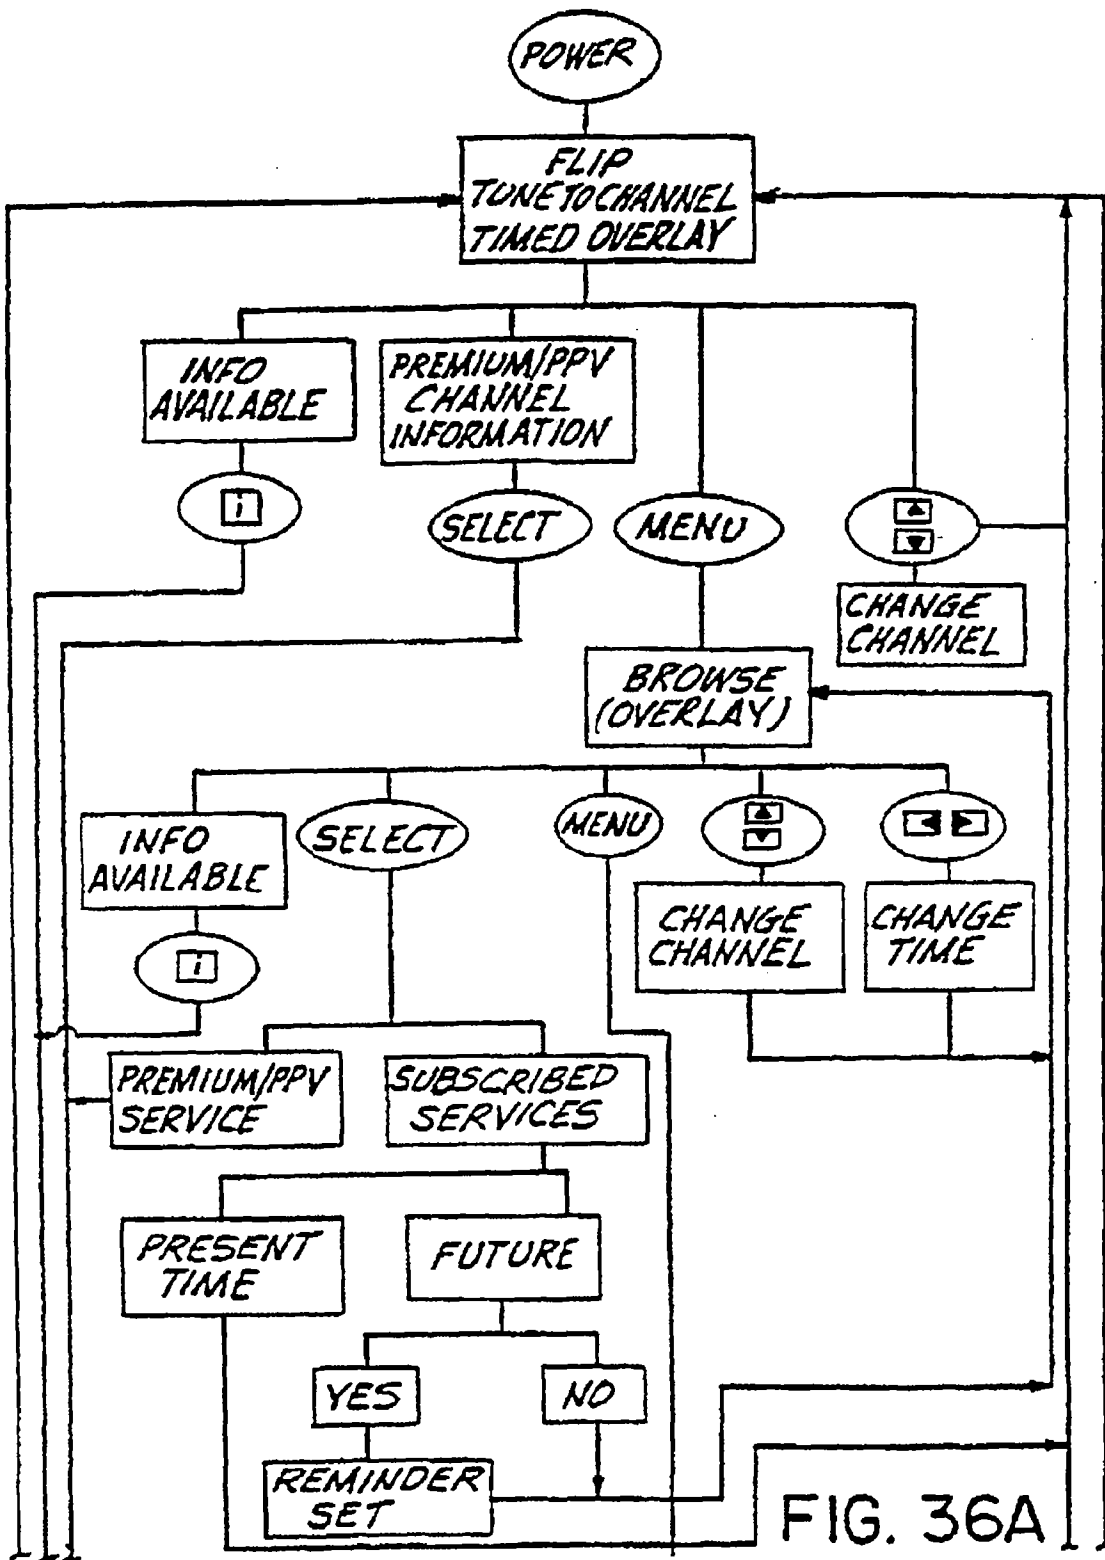 POWER
FLIP
TUNE TO CHANNEL
TIMED OVERLAY
INFO
AVAILABLE
PREMIUM/PPV
CHANNEL
INFORMATION
i
SELECT
MENU
CHANGE
CHANNEL
BROWSE
(OVERLAY)
INFO
AVAILABLE
SELECT
MENU
i
CHANGE
CHANNEL
CHANGE
TIME
PREMIUM/PPV
SERVICE
SUBSCRIBED
SERVICES
PRESENT
TIME
FUTURE
YES
NO
REMINDER
SET
FIG. 36A